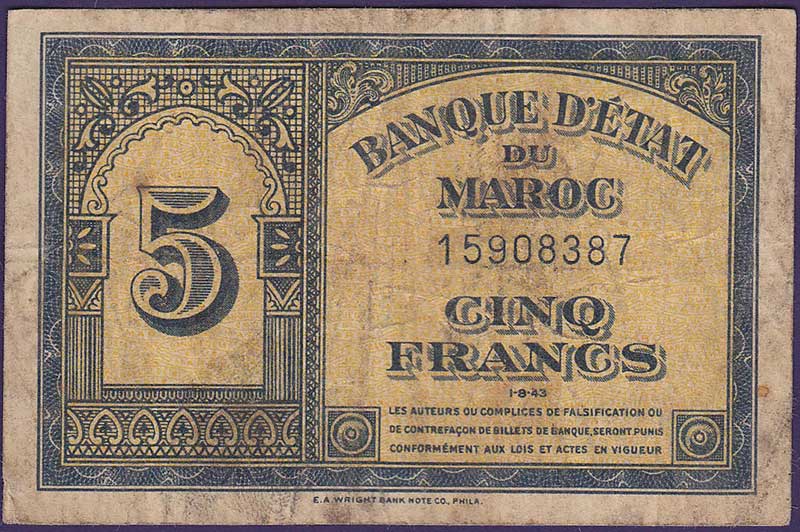 BANQUE D'ÉTAT
DU
MAROC
15908387
5
CINQ
FRANCS
1-8-43
LES AUTEURS OU COMPLICES DE FALSIFICATION OU
DE CONTREFAÇON DE BILLETS DE BANQUE, SERONT PUNIS
CONFORMÉMENT AUX LOIS ET ACTES EN VIGUEUR
E.A. WRIGHT BANK NOTE CO., PHILA.